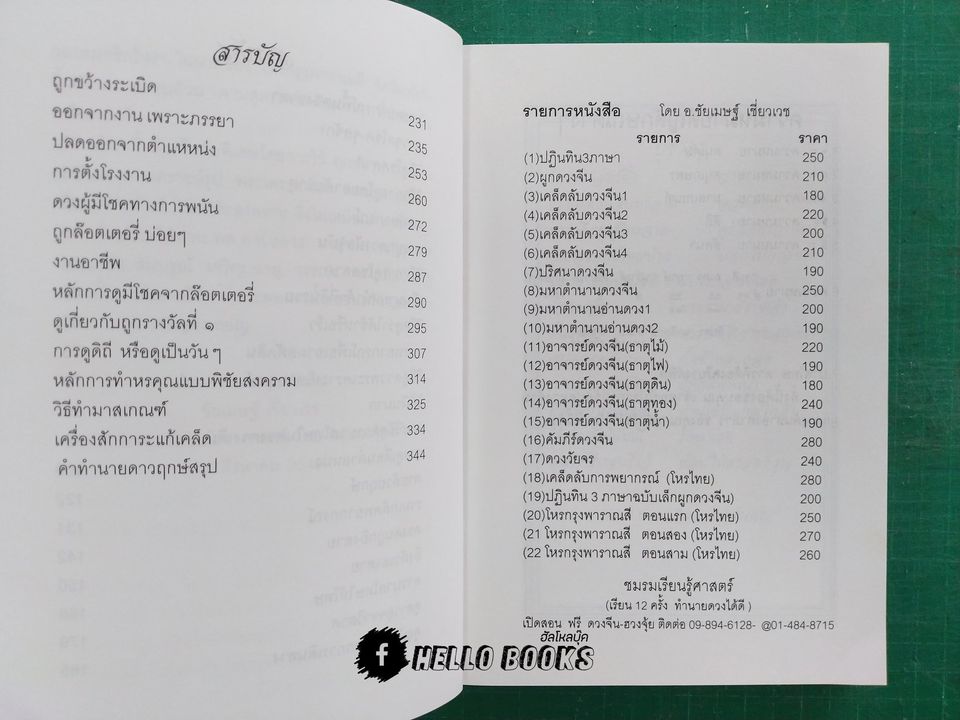 สารบัญ
ถูกขว้างระเบิด 231
ออกจากงาน เพราะภรรยา 235
ปลดออกจากตำแหน่ง 253
การตั้งโรงงาน 260
ดวงผู้มีโชคทางการพนัน 272
ถูกล๊อตเตอรี่ บ่อยๆ 279
งานอาชีพ 287
หลักการดูมีโชคจากล๊อตเตอรี่ 290
ดูเกี่ยวกับถูกรางวัลที่ ๑ 295
การดูดิถี หรือดูเป็นวัน ๆ 307
หลักการทำหรคุณแบบพิชัยสงคราม 314
วิธีทำมาสเกณฑ์ 325
เครื่องสักการะแก้เคล็ด 334
คำทำนายดาวฤกษ์สรุป 344
รายการหนังสือ โดย อ.ชัยเมษฐ์ เชี่ยวเวช
รายการ ราคา
(1)ปฏินทิน3ภาษา 250
(2)ผูกดวงจีน 210
(3)เคล็ดลับดวงจีน1 180
(4)เคล็ดลับดวงจีน2 220
(5)เคล็ดลับดวงจีน3 200
(6)เคล็ดลับดวงจีน4 210
(7)ปริศนาดวงจีน 190
(8)มหาตำนานดวงจีน 250
(9)มหาตำนานอ่านดวง1 200
(10)มหาตำนานอ่านดวง2 190
(11)อาจารย์ดวงจีน(ธาตุไม้) 220
(12)อาจารย์ดวงจีน(ธาตุไฟ) 190
(13)อาจารย์ดวงจีน(ธาตุดิน) 180
(14)อาจารย์ดวงจีน(ธาตุทอง) 240
(15)อาจารย์ดวงจีน(ธาตุน้ำ) 190
(16)คัมภีร์ดวงจีน 280
(17)ดวงวัยจร 240
(18)เคล็ดลับการพยากรณ์ (โหรไทย) 280
(19)ปฏินทิน 3 ภาษาฉบับเล็กผูกดวงจีน) 200
(20)โหรกรุงพาราณสี ตอนแรก (โหรไทย) 250
(21 โหรกรุงพาราณสี ตอนสอง (โหรไทย) 270
(22 โหรกรุงพาราณสี ตอนสาม (โหรไทย) 260
ชมรมเรียนรู้ศาสตร์
(เรียน 12 ครั้ง ทำนายดวงได้ดี )
เปิดสอน ฟรี ดวงจีน-ฮวงจุ้ย ติดต่อ 09-894-6128- @01-484-8715
ฮัลโหลบุ๊ค
f HELLO BOOKS